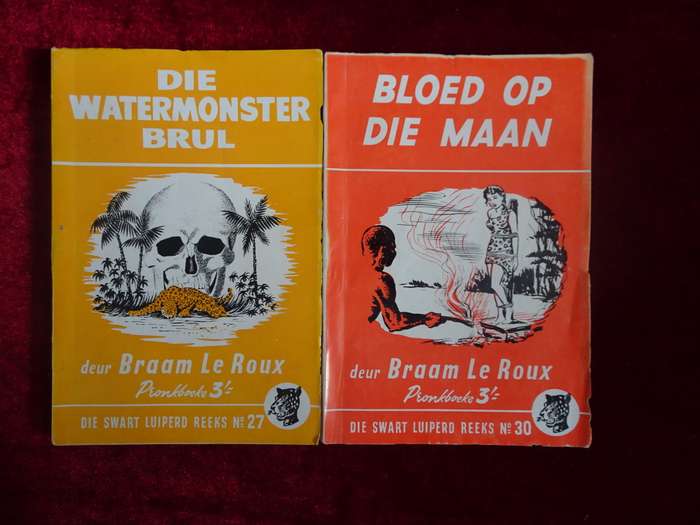 DIE
WATERMONSTER
BRUL
deur Braam Le Roux
Pronkboeke 3/-
DIE SWART LUIPERD REEKS No 27
BLOED OP
DIE MAAN
deur Braam Le Roux
Pronkboeke 3/-
DIE SWART LUIPERD REEKS No 30